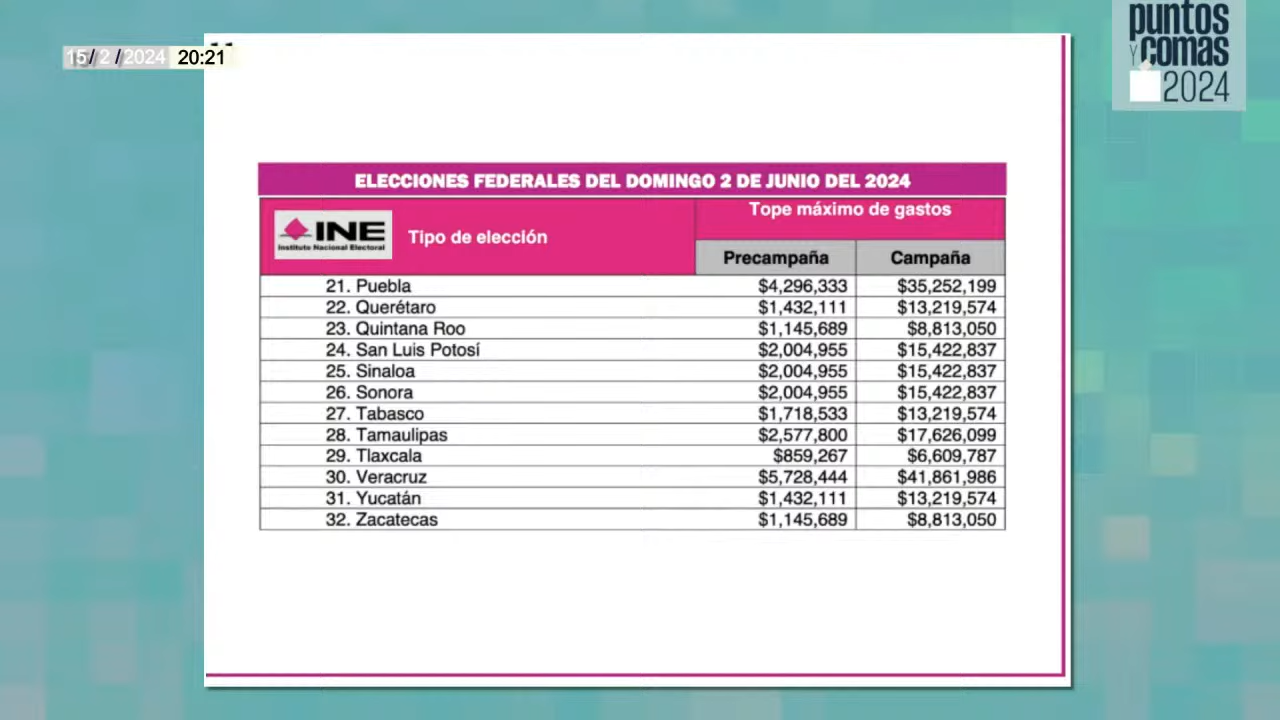 15/ 2 /2024 20:21
puntos
Y comas
2024
ELECCIONES FEDERALES DEL DOMINGO 2 DE JUNIO DEL 2024
INE
Instituto Nacional Electoral
Tipo de elección
Tope máximo de gastos
Precampaña Campaña
21. Puebla $4,296,333 $35,252,199
22. Querétaro $1,432,111 $13,219,574
23. Quintana Roo $1,145,689 $8,813,050
24. San Luis Potosí $2,004,955 $15,422,837
25. Sinaloa $2,004,955 $15,422,837
26. Sonora $2,004,955 $15,422,837
27. Tabasco $1,718,533 $13,219,574
28. Tamaulipas $2,577,800 $17,626,099
29. Tlaxcala $859,267 $6,609,787
30. Veracruz $5,728,444 $41,861,986
31. Yucatán $1,432,111 $13,219,574
32. Zacatecas $1,145,689 $8,813,050